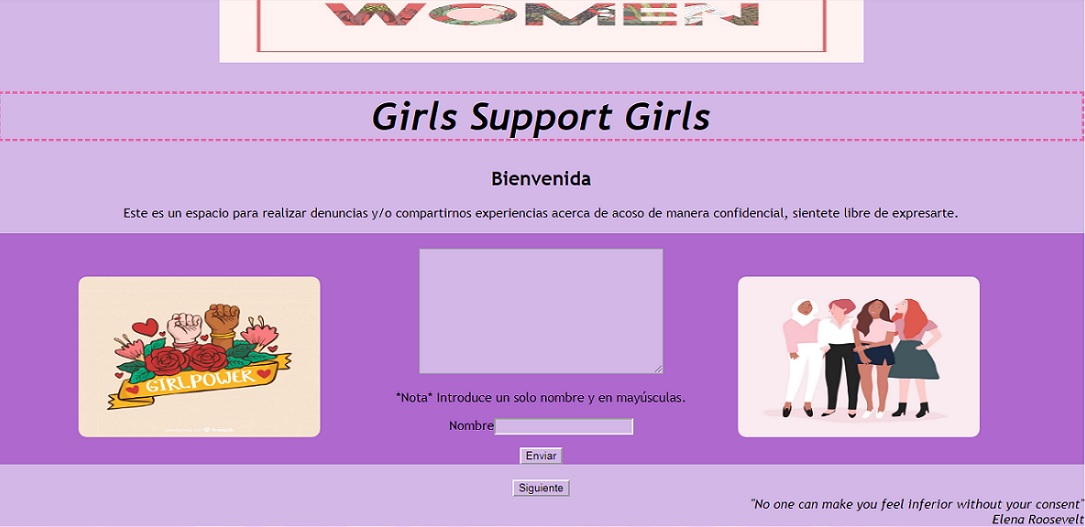 WOMEN
Girls Support Girls
Bienvenida
Este es un espacio para realizar denuncias y/o compartirnos experiencias acerca de acoso de manera confidencial, sientete libre de expresarte.
GIRL POWER
*Nota* Introduce un solo nombre y en mayúsculas.
Nombre
Enviar
Siguiente
"No one can make you feel inferior without your consent"
Elena Roosevelt